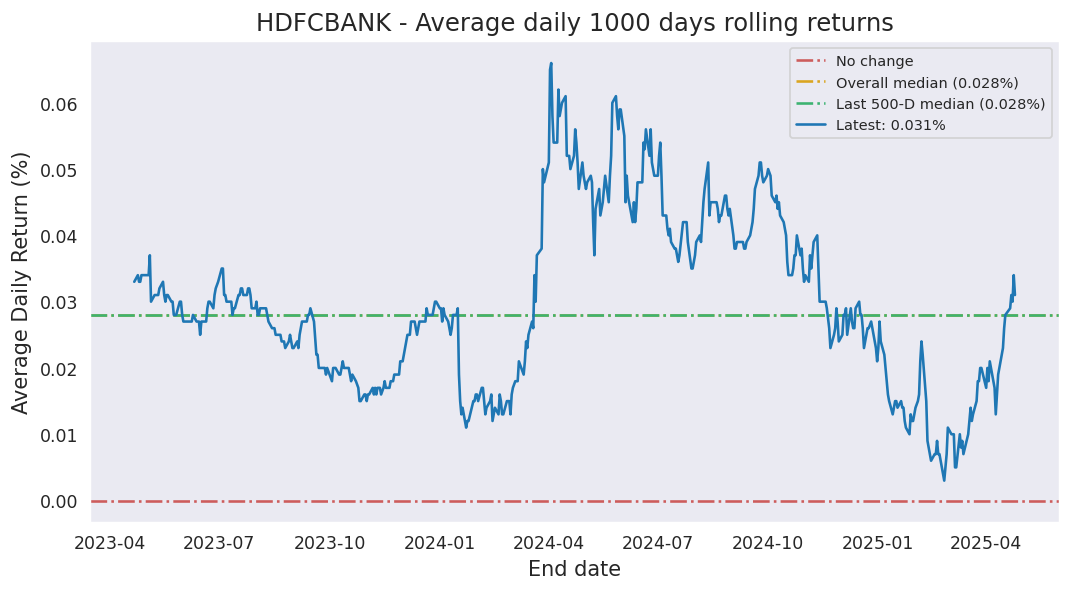 HDFCBANK - Average daily 1000 days rolling returns
No change
Overall median (0.028%)
Last 500-D median (0.028%)
Latest: 0.031%
Average Daily Return (%)
0.06
0.05
0.04
0.03
0.02
0.01
0.00
2023-04 2023-07 2023-10 2024-01 2024-04 2024-07 2024-10 2025-01 2025-04
End date